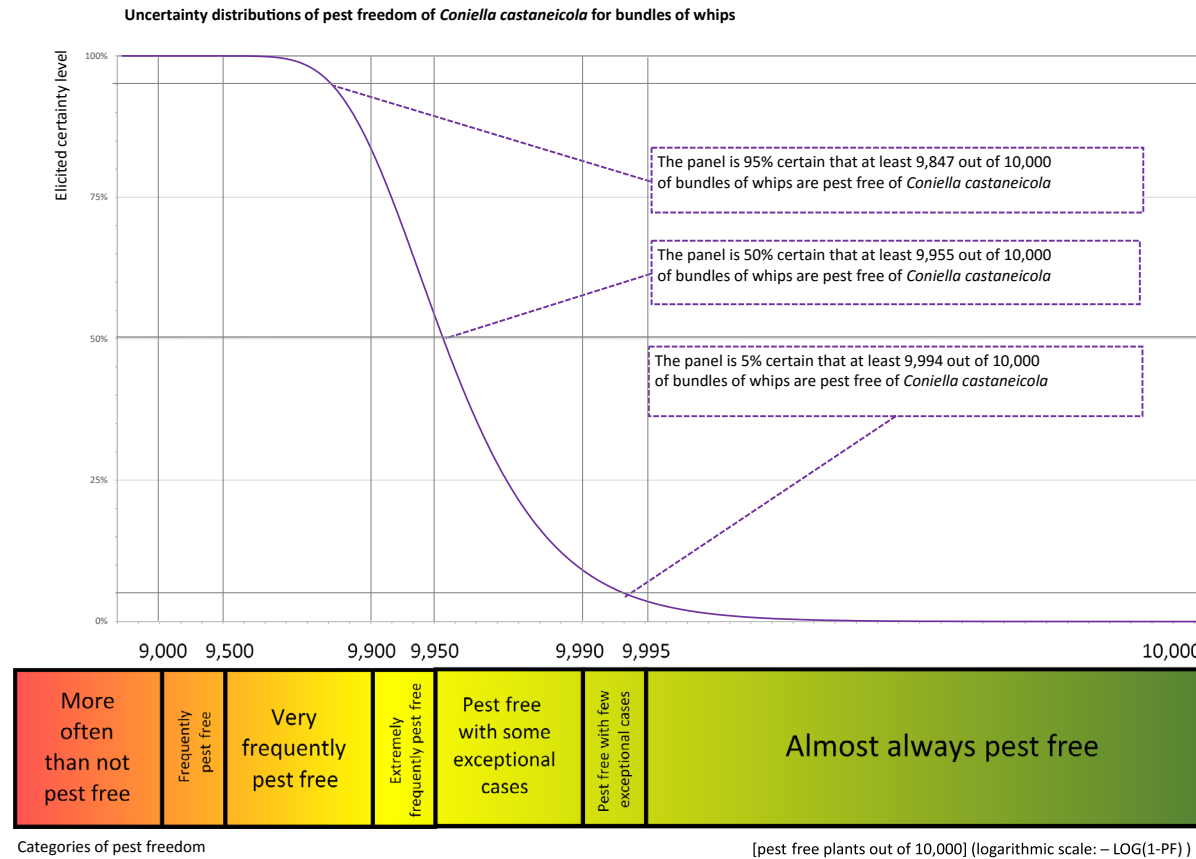 Uncertainty distributions of pest freedom of Coniella castaneicola for bundles of whips
Elicited certainty level
100%
75%
50%
25%
0%
The panel is 95% certain that at least 9,847 out of 10,000
of bundles of whips are pest free of Coniella castaneicola
The panel is 50% certain that at least 9,955 out of 10,000
of bundles of whips are pest free of Coniella castaneicola
The panel is 5% certain that at least 9,994 out of 10,000
of bundles of whips are pest free of Coniella castaneicola
9,000 9,500 9,900 9,950 9,990 9,995 10,000
More
often
than not
pest free
Frequently
pest free
Very
frequently
pest free
Extremely
frequently pest free
Pest free
with some
exceptional
cases
Pest free with few
exceptional cases
Almost always pest free
Categories of pest freedom
[pest free plants out of 10,000] (logarithmic scale: – LOG(1-PF) )